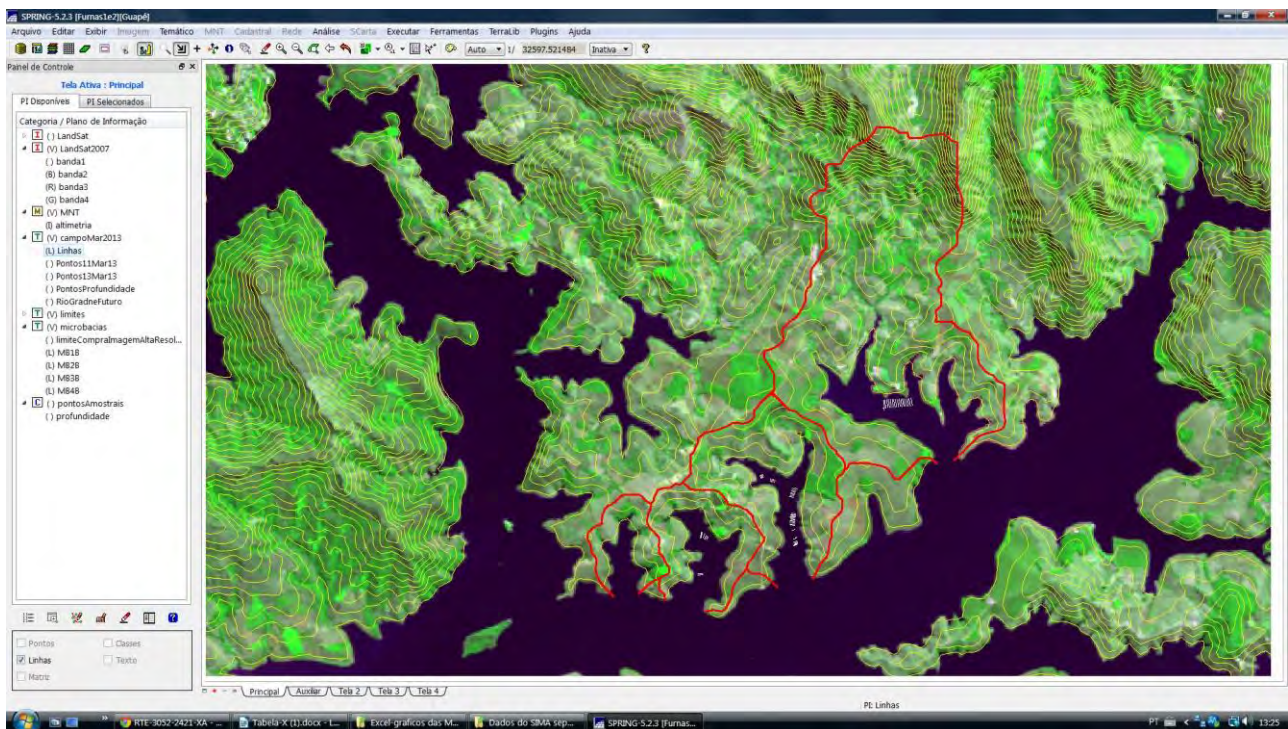 SPRING-5.2.3 [Furnas1e2][Guapé]
Arquivo Editar Exibir Imagem Temático MNT Cadastral Rede Análise SCarta Executar Ferramentas TerraLib Plugins Ajuda
Auto 1/ 32597.521484 Inativa
Painel de Controle
Tela Ativa : Principal
PI Disponíveis PI Selecionados
Categoria / Plano de Informação
I ( ) LandSat
I (V) LandSat2007
( ) banda1
(B) banda2
(R) banda3
(G) banda4
M (V) MNT
(I) altimetria
T (V) campoMar2013
(L) Linhas
( ) Pontos11Mar13
( ) Pontos13Mar13
( ) PontosProfundidade
( ) RioGradneFuturo
T (V) limites
T (V) microbacias
( ) limiteCompraImagemAltaResol...
(L) MB1B
(L) MB2B
(L) MB3B
(L) MB4B
C ( ) pontosAmostrais
( ) profundidade
Pontos Classes
Linhas Texto
Matriz
Principal Auxiliar Tela 2 Tela 3 Tela 4
PI: Linhas
RTE-3052-2421-XA - ... Tabela-X (1).docx - L... Excel-graficos das M... Dados do SIMA sep... SPRING-5.2.3 [Furnas... PT 13:25